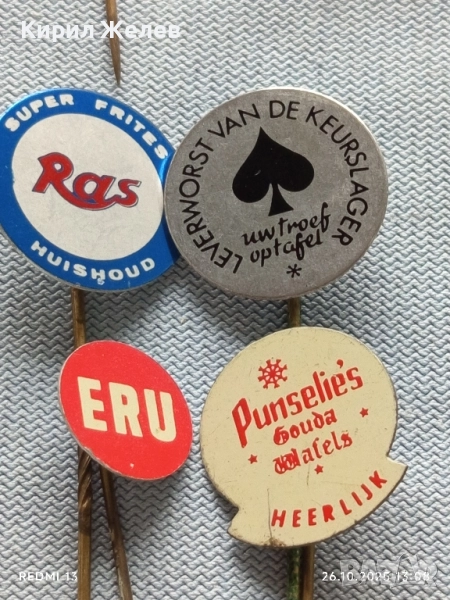 Кирил Желев
SUPER FRITES
Ras
HUISHOUD
LEVERWORST VAN DE KEURSLAGER
uw troef
op tafel
*
ERU
Punselie's
Gouda
Wafels
HEERLIJK
REDMI 13